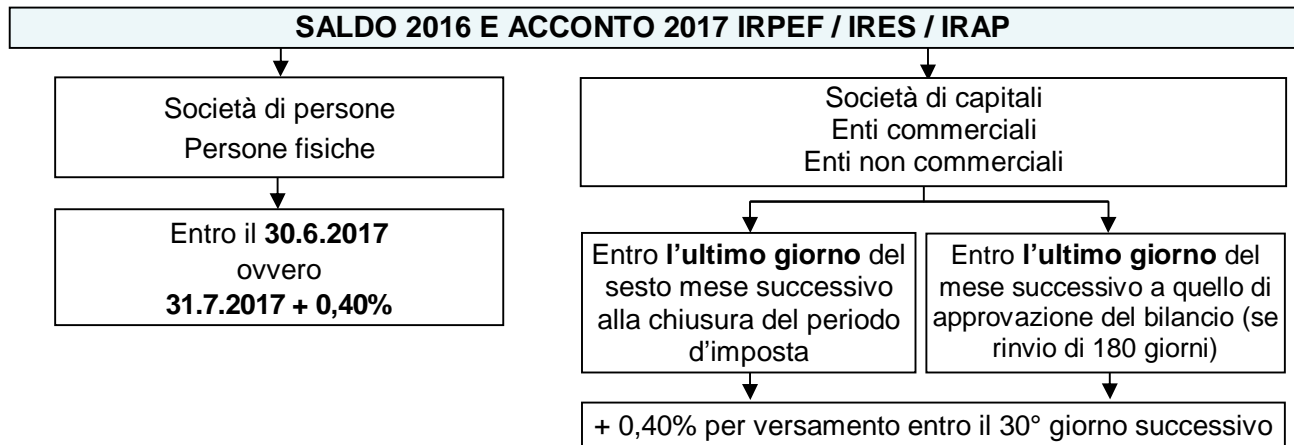 SALDO 2016 E ACCONTO 2017 IRPEF / IRES / IRAP
Società di persone
Persone fisiche
Entro il 30.6.2017
ovvero
31.7.2017 + 0,40%
Società di capitali
Enti commerciali
Enti non commerciali
Entro l'ultimo giorno del
sesto mese successivo
alla chiusura del periodo
d'imposta
Entro l'ultimo giorno del
mese successivo a quello di
approvazione del bilancio (se
rinvio di 180 giorni)
+ 0,40% per versamento entro il 30° giorno successivo